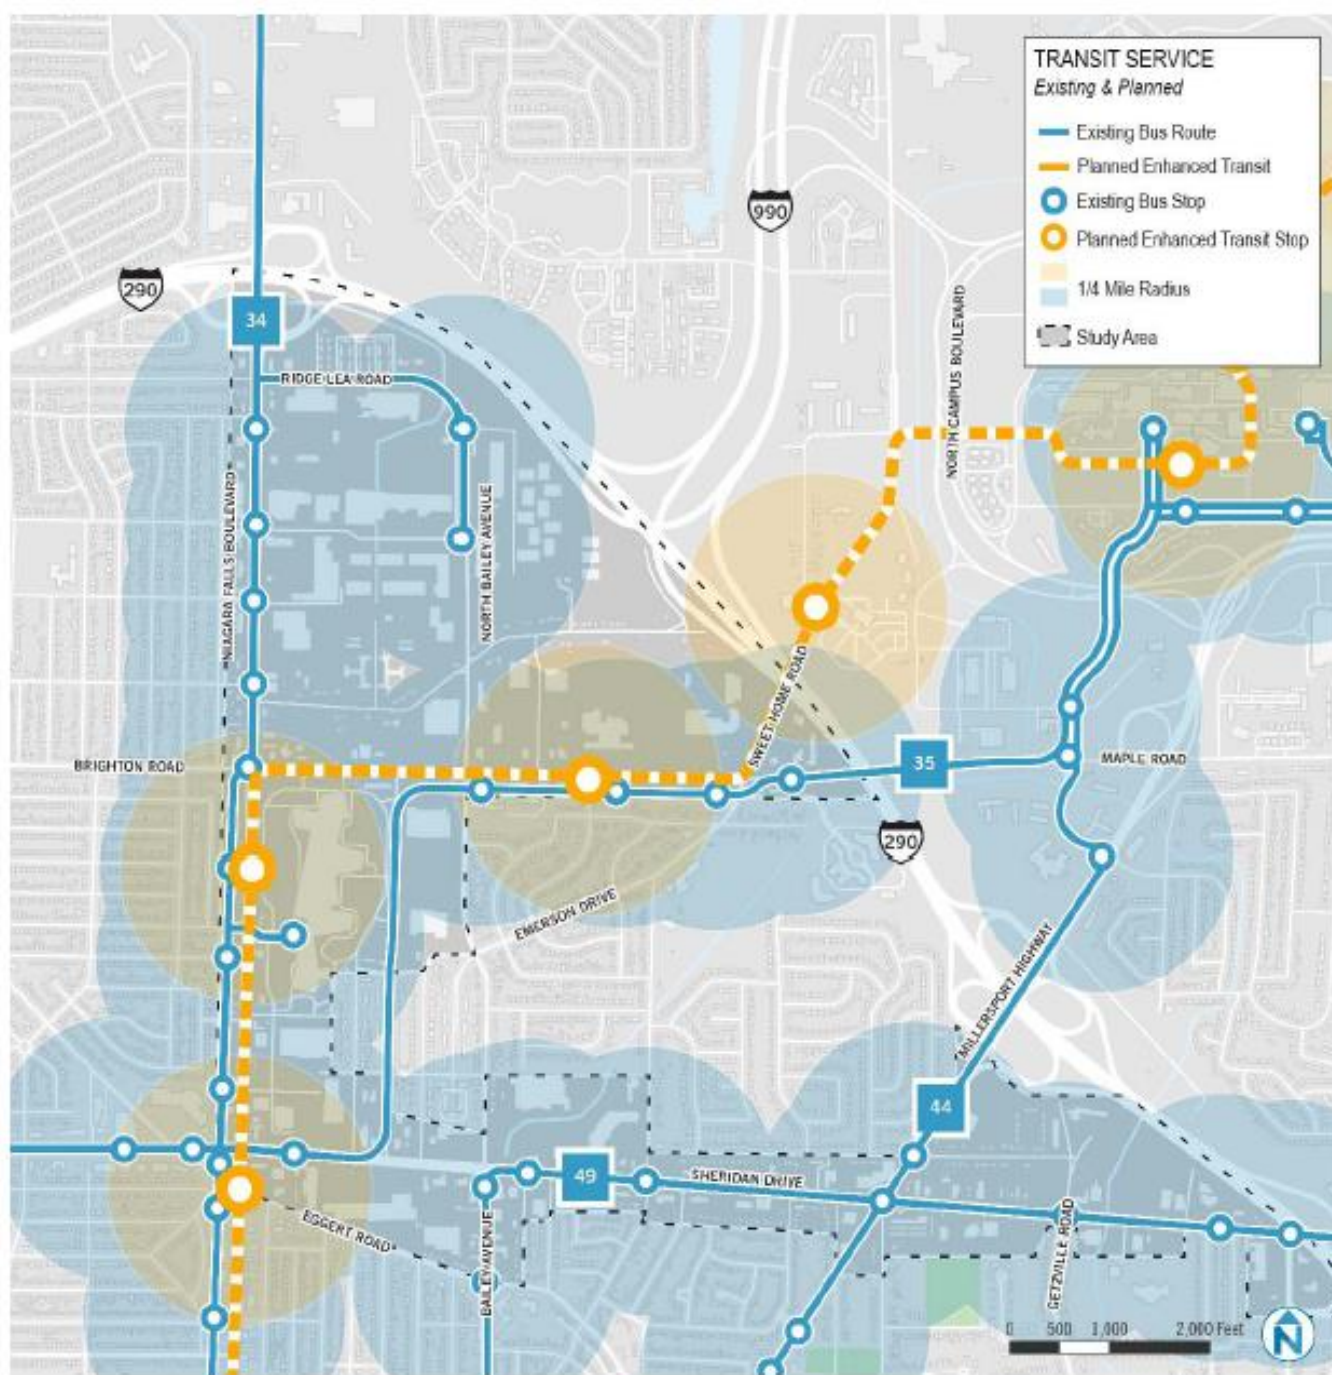 TRANSIT SERVICE
Existing & Planned
Existing Bus Route
Planned Enhanced Transit
Existing Bus Stop
Planned Enhanced Transit Stop
1/4 Mile Radius
Study Area
990
290
34
RIDGE LEA ROAD
NORTH CAMPUS BOULEVARD
NIAGARA FALLS BOULEVARD
NORTH BAILEY AVENUE
SWEET HOME ROAD
BRIGHTON ROAD
35
MAPLE ROAD
290
EMERSON DRIVE
MILLERSPORT HIGHWAY
44
49
SHERIDAN DRIVE
EGGERT ROAD
BAILEY AVENUE
GETZVILLE ROAD
0 500 1,000 2,000 Feet
N